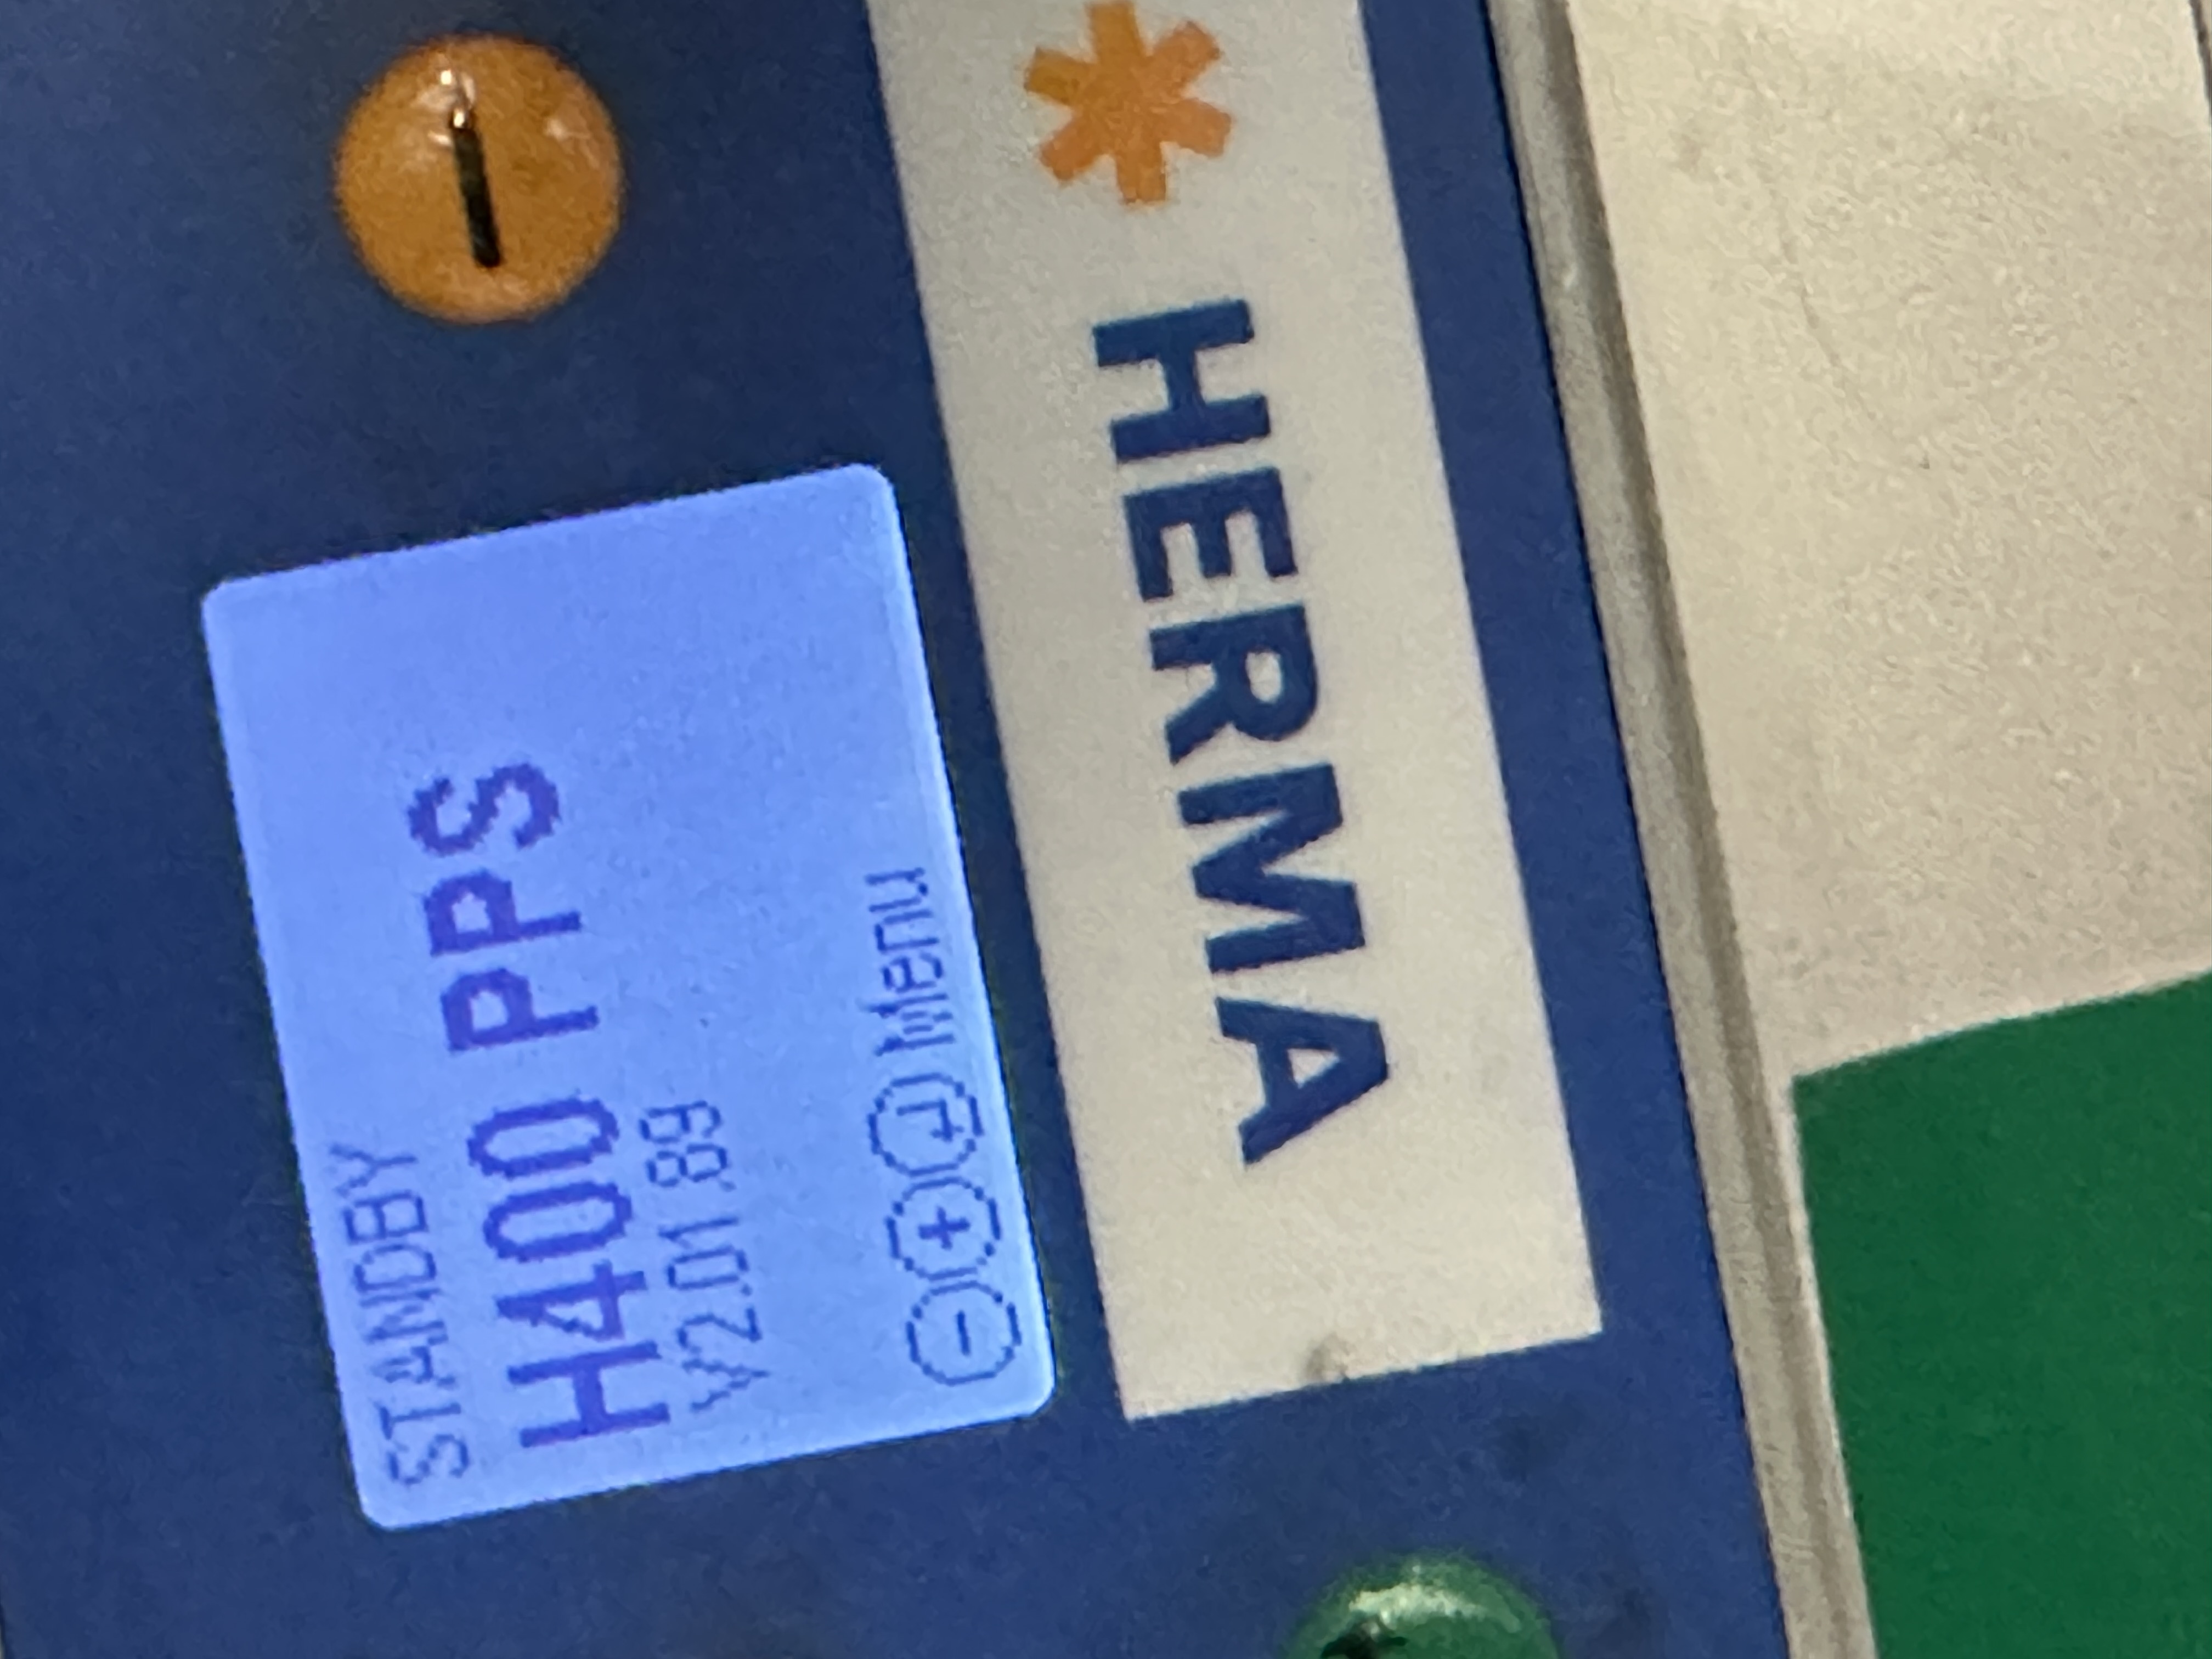 HERMA
STANDBY
H400 PPS
V2.01.89
Menu